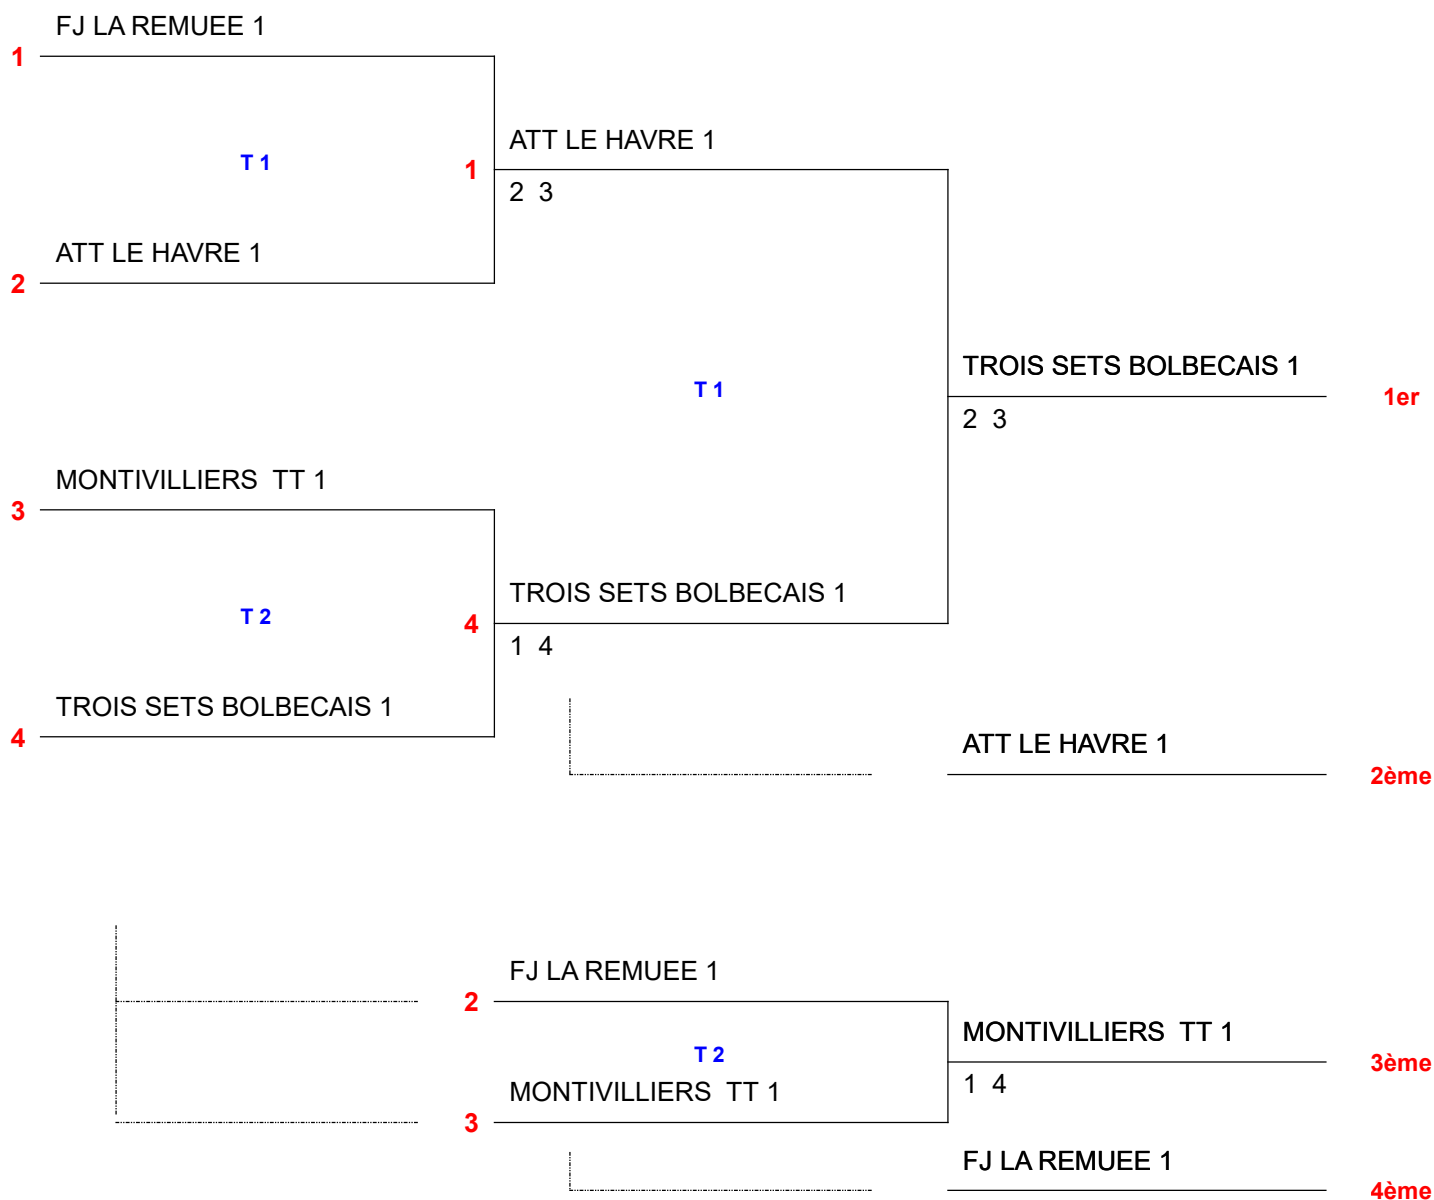 FJ LA REMUEE 1
1
ATT LE HAVRE 1
T 1
1
2 3
ATT LE HAVRE 1
2
TROIS SETS BOLBECAIS 1
T 1
1er
2 3
MONTIVILLIERS TT 1
3
TROIS SETS BOLBECAIS 1
T 2
4
1 4
TROIS SETS BOLBECAIS 1
4
ATT LE HAVRE 1
2ème
FJ LA REMUEE 1
2
MONTIVILLIERS TT 1
T 2
3ème
1 4
MONTIVILLIERS TT 1
3
FJ LA REMUEE 1
4ème